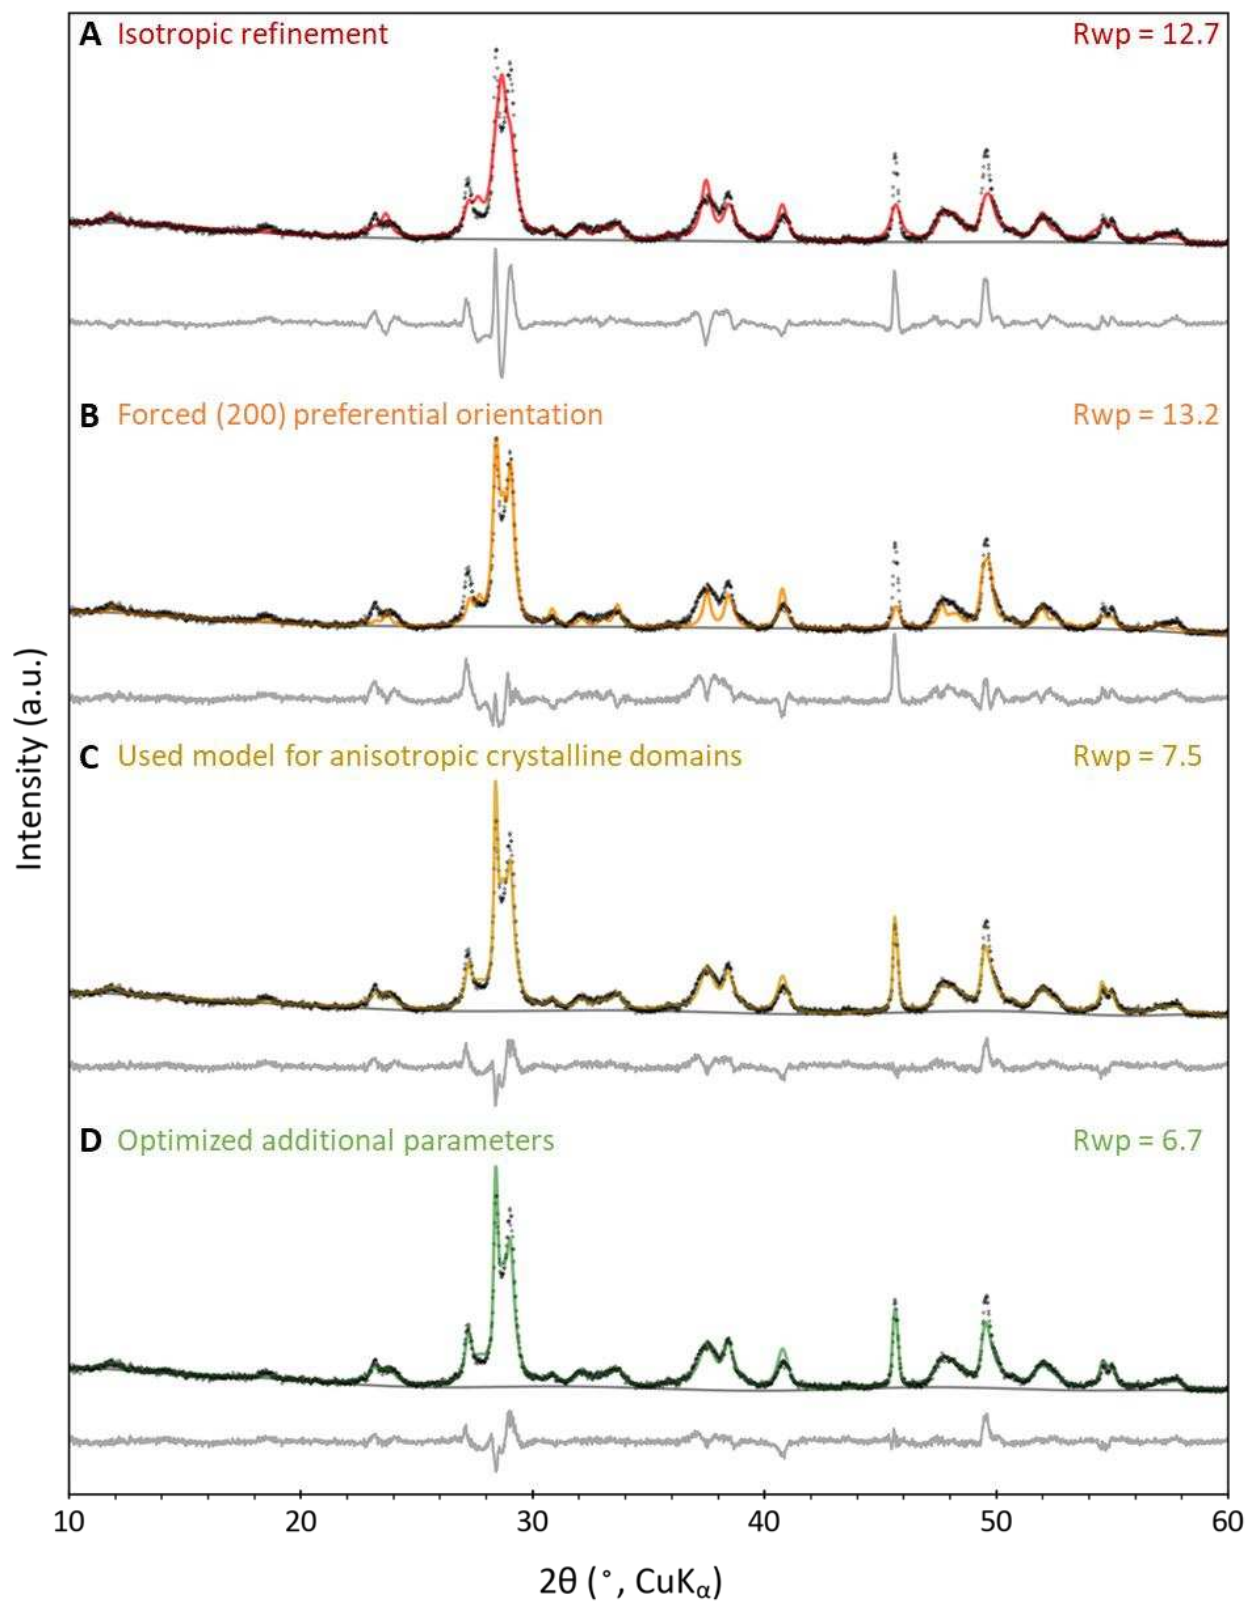 A Isotropic refinement Rwp = 12.7
B Forced (200) preferential orientation Rwp = 13.2
C Used model for anisotropic crystalline domains Rwp = 7.5
D Optimized additional parameters Rwp = 6.7
Intensity (a.u.)
10 20 30 40 50 60
2θ (°, CuKα)